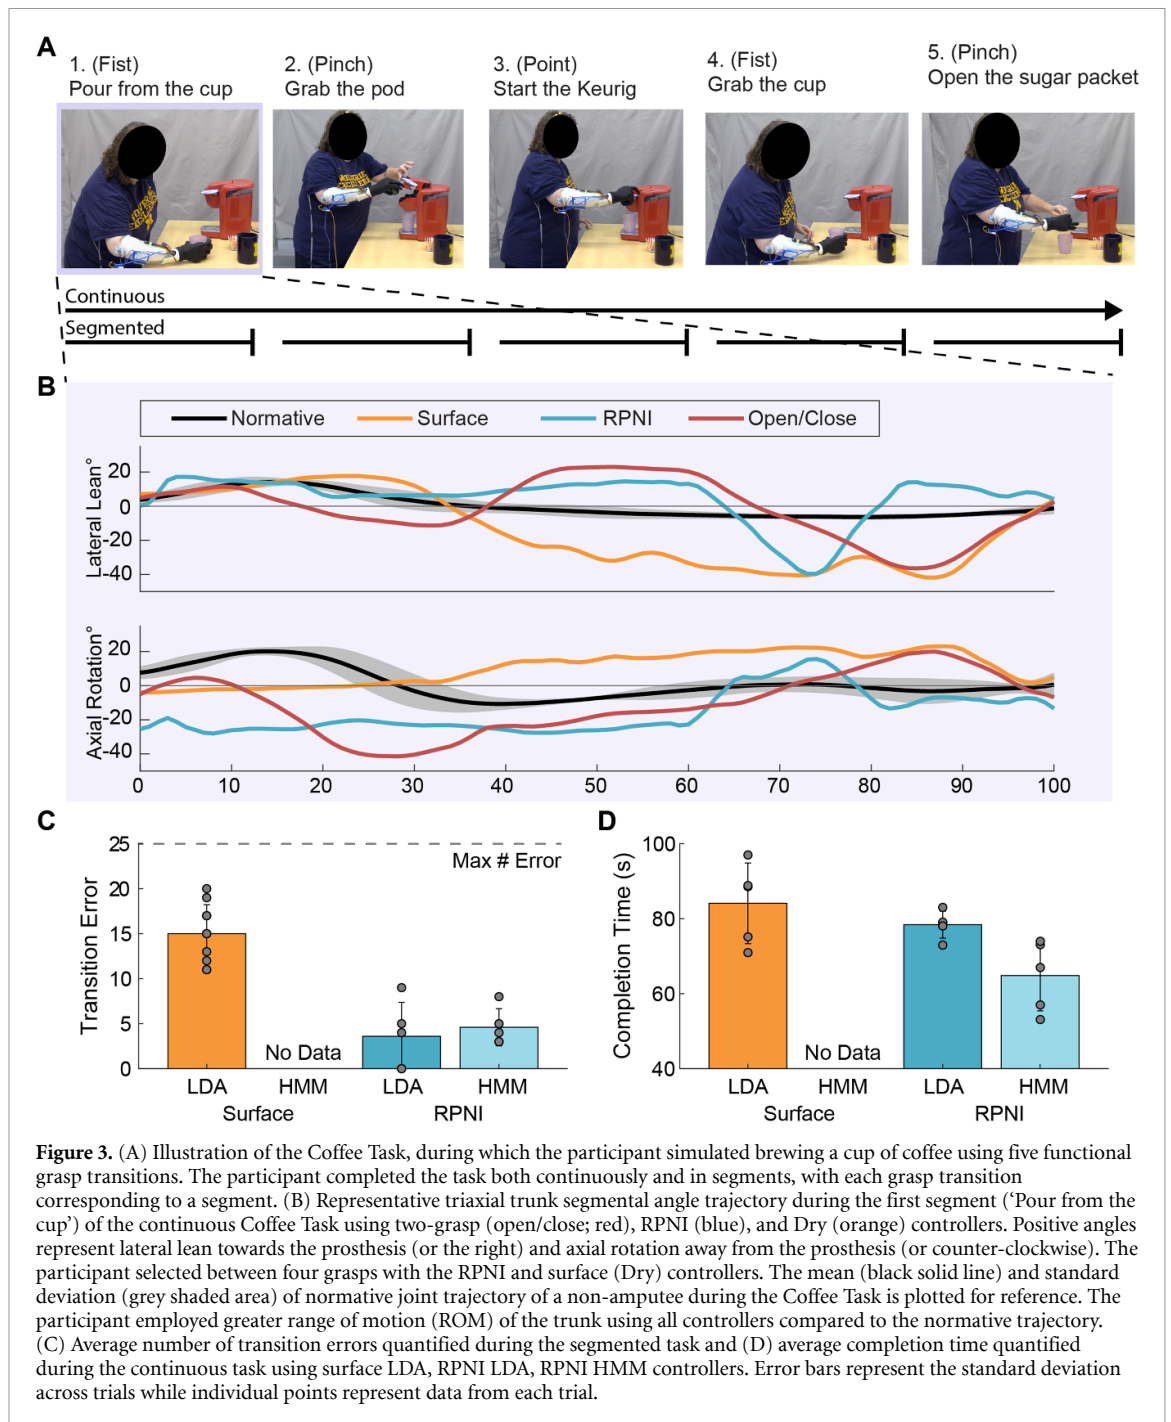 A
1. (Fist)
Pour from the cup
2. (Pinch)
Grab the pod
3. (Point)
Start the Keurig
4. (Fist)
Grab the cup
5. (Pinch)
Open the sugar packet
Continuous
Segmented
B
Normative
Surface
RPNI
Open/Close
Lateral Lean°
20
0
-20
-40
Axial Rotation°
20
0
-20
-40
0 10 20 30 40 50 60 70 80 90 100
C
Transition Error
25
20
15
10
5
0
Max # Error
No Data
LDA HMM LDA HMM
Surface RPNI
D
Completion Time (s)
100
80
60
40
No Data
LDA HMM LDA HMM
Surface RPNI
Figure 3. (A) Illustration of the Coffee Task, during which the participant simulated brewing a cup of coffee using five functional
grasp transitions. The participant completed the task both continuously and in segments, with each grasp transition
corresponding to a segment. (B) Representative triaxial trunk segmental angle trajectory during the first segment (‘Pour from the
cup’) of the continuous Coffee Task using two-grasp (open/close; red), RPNI (blue), and Dry (orange) controllers. Positive angles
represent lateral lean towards the prosthesis (or the right) and axial rotation away from the prosthesis (or counter-clockwise). The
participant selected between four grasps with the RPNI and surface (Dry) controllers. The mean (black solid line) and standard
deviation (grey shaded area) of normative joint trajectory of a non-amputee during the Coffee Task is plotted for reference. The
participant employed greater range of motion (ROM) of the trunk using all controllers compared to the normative trajectory.
(C) Average number of transition errors quantified during the segmented task and (D) average completion time quantified
during the continuous task using surface LDA, RPNI LDA, RPNI HMM controllers. Error bars represent the standard deviation
across trials while individual points represent data from each trial.